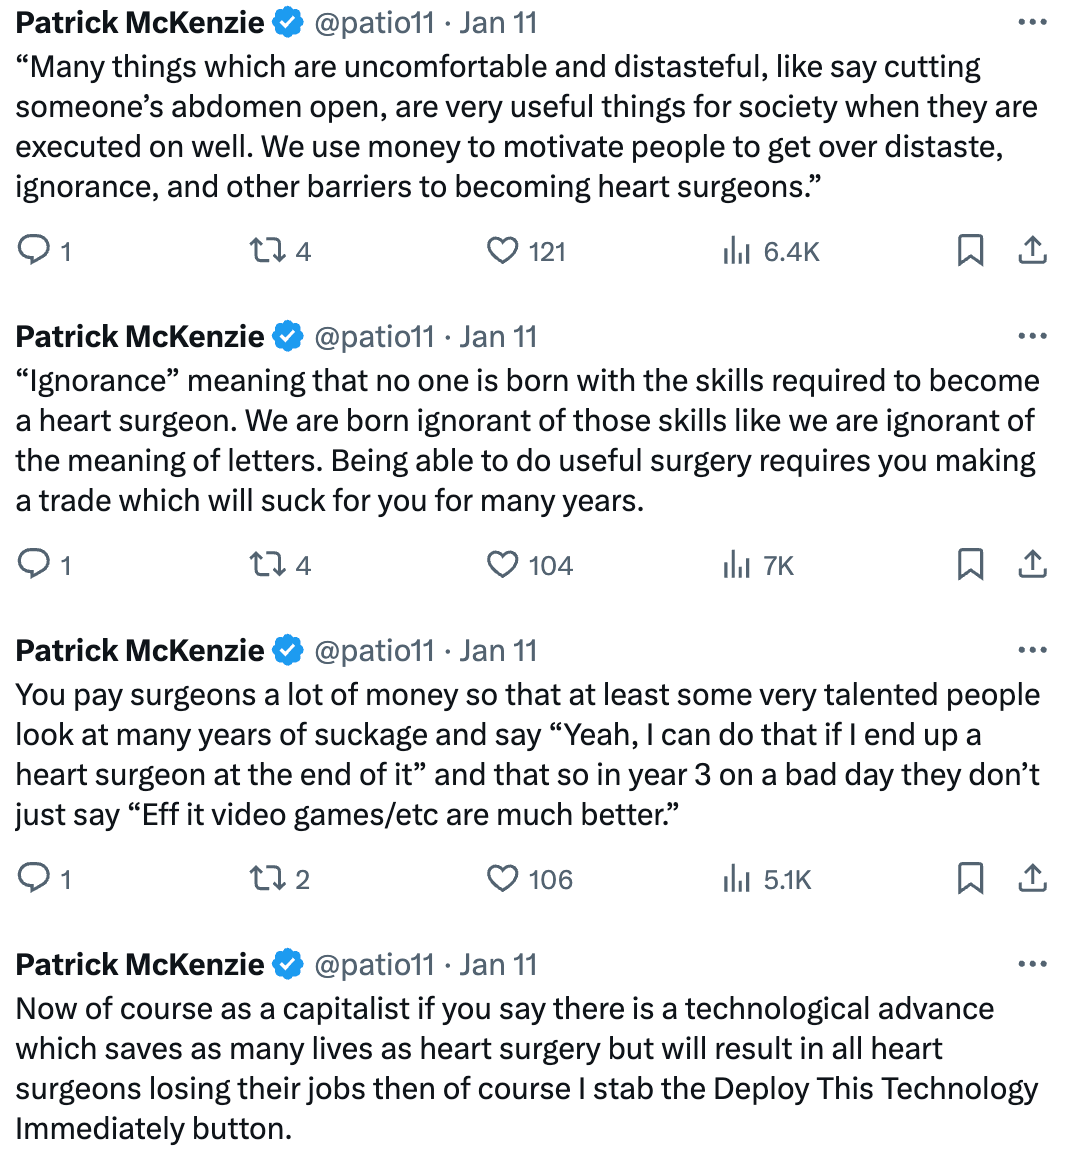 Patrick McKenzie @patio11 · Jan 11
“Many things which are uncomfortable and distasteful, like say cutting
someone’s abdomen open, are very useful things for society when they are
executed on well. We use money to motivate people to get over distaste,
ignorance, and other barriers to becoming heart surgeons.”
1 4 121 6.4K
Patrick McKenzie @patio11 · Jan 11
“Ignorance” meaning that no one is born with the skills required to become
a heart surgeon. We are born ignorant of those skills like we are ignorant of
the meaning of letters. Being able to do useful surgery requires you making
a trade which will suck for you for many years.
1 4 104 7K
Patrick McKenzie @patio11 · Jan 11
You pay surgeons a lot of money so that at least some very talented people
look at many years of suckage and say “Yeah, I can do that if I end up a
heart surgeon at the end of it” and that so in year 3 on a bad day they don’t
just say “Eff it video games/etc are much better.”
1 2 106 5.1K
Patrick McKenzie @patio11 · Jan 11
Now of course as a capitalist if you say there is a technological advance
which saves as many lives as heart surgery but will result in all heart
surgeons losing their jobs then of course I stab the Deploy This Technology
Immediately button.